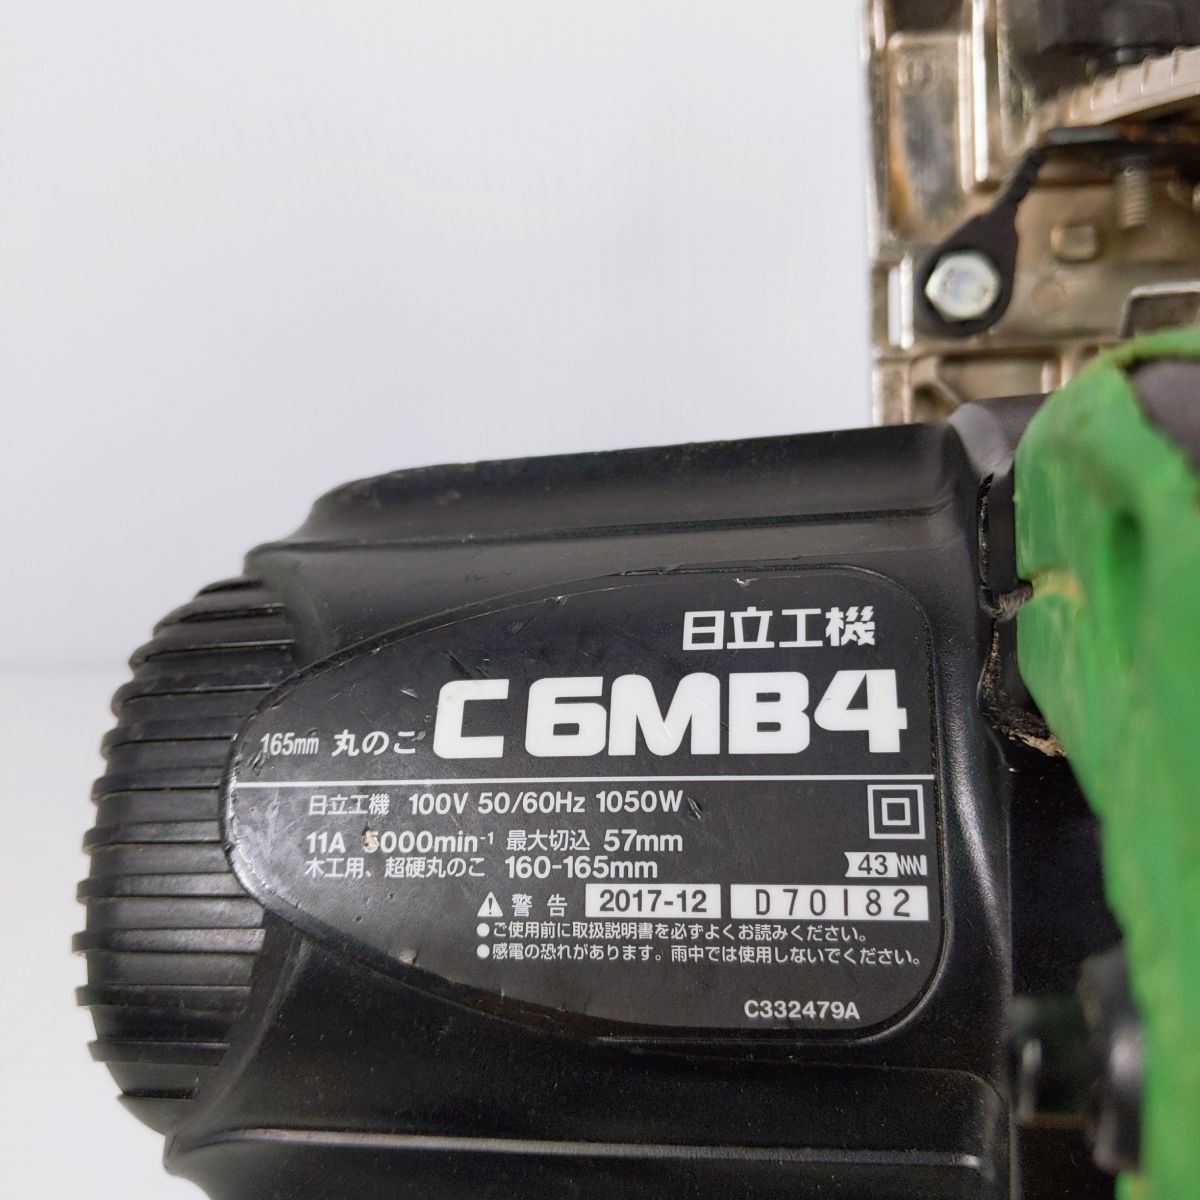 日立工機
165mm 丸のこ C6MB4
日立工機 100V 50/60Hz 1050W
11A 5000min⁻¹ 最大切込 57mm
木工用、超硬丸のこ 160-165mm
43
警告 2017-12 D70182
●ご使用前に取扱説明書を必ずよくお読みください。
●感電の恐れがあります。雨中では使用しないでください。
C332479A